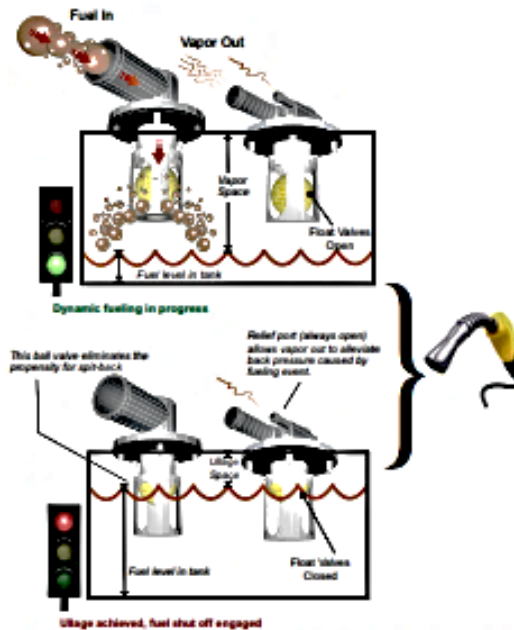 Fuel In
Vapor Out
Vapor
Space
Float Valves
Open
Fuel level in tank
Dynamic fueling in progress
This ball valve eliminates the
propensity for spit-back
Relief port (always open)
allows vapor out to alleviate
back pressure caused by
fueling event.
Ullage
Space
Fuel level in tank
Float Valves
Closed
Ullage achieved, fuel shut off engaged